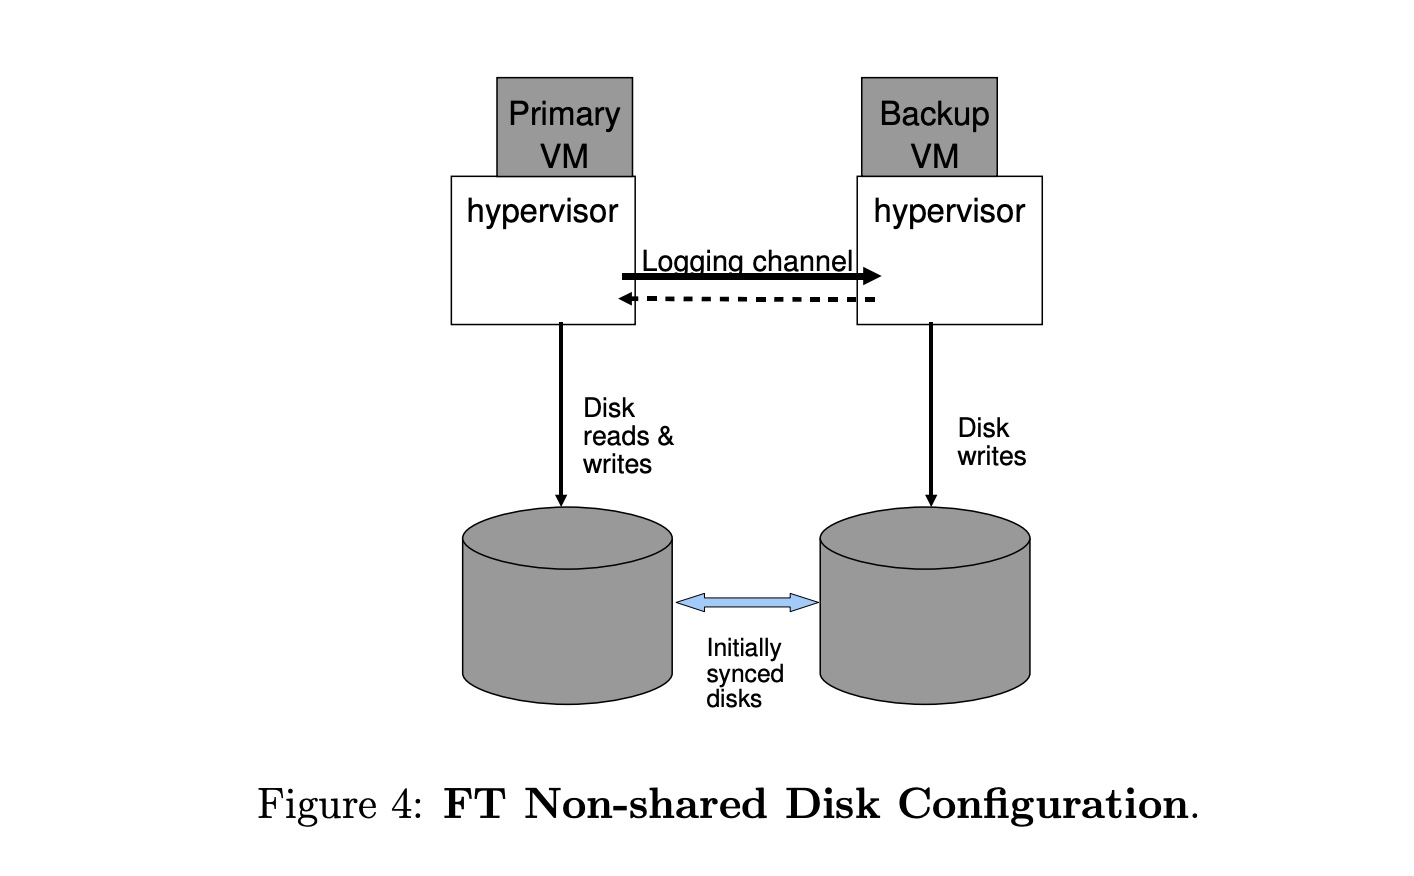 Primary
VM
Backup
VM
hypervisor
hypervisor
Logging channel
Disk
reads &
writes
Disk
writes
Initially
synced
disks
Figure 4: FT Non-shared Disk Configuration.